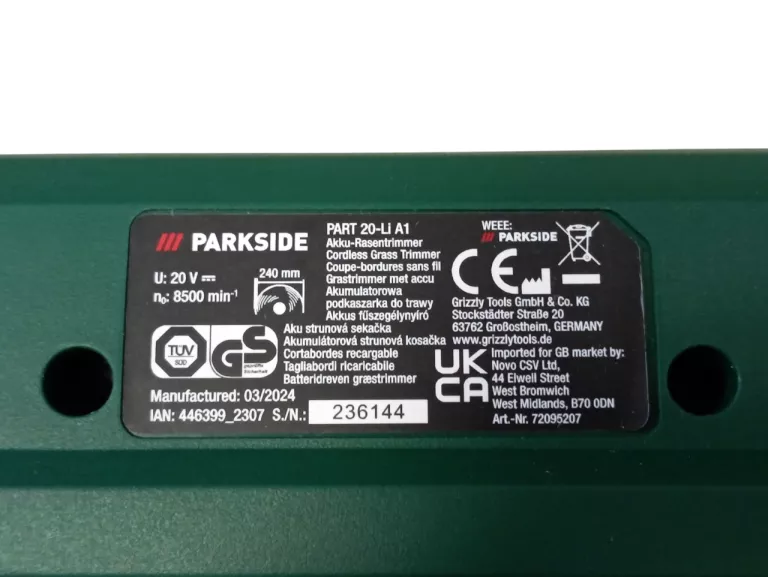 PARKSIDE
U: 20 V
n₀: 8500 min⁻¹
240 mm
PART 20-Li A1
Akku-Rasentrimmer
Cordless Grass Trimmer
Coupe-bordures sans fil
Grastrimmer met accu
Akumulatorowa
podkaszarka do trawy
Akkus fűszegélynyíró
Aku strunová sekačka
Akumulátorová strunová kosačka
Cortabordes recargable
Tagliabordi ricaricabile
Batteridreven græstrimmer
TÜV
SÜD
GS
geprüfte
Sicherheit
Manufactured: 03/2024
IAN: 446399_2307 S./N.: 236144
WEEE:
PARKSIDE
CE
Grizzly Tools GmbH & Co. KG
Stockstädter Straße 20
63762 Großostheim, GERMANY
www.grizzlytools.de
UK
CA
Imported for GB market by:
Novo CSV Ltd,
44 Elwell Street
West Bromwich
West Midlands, B70 0DN
Art.-Nr. 72096207